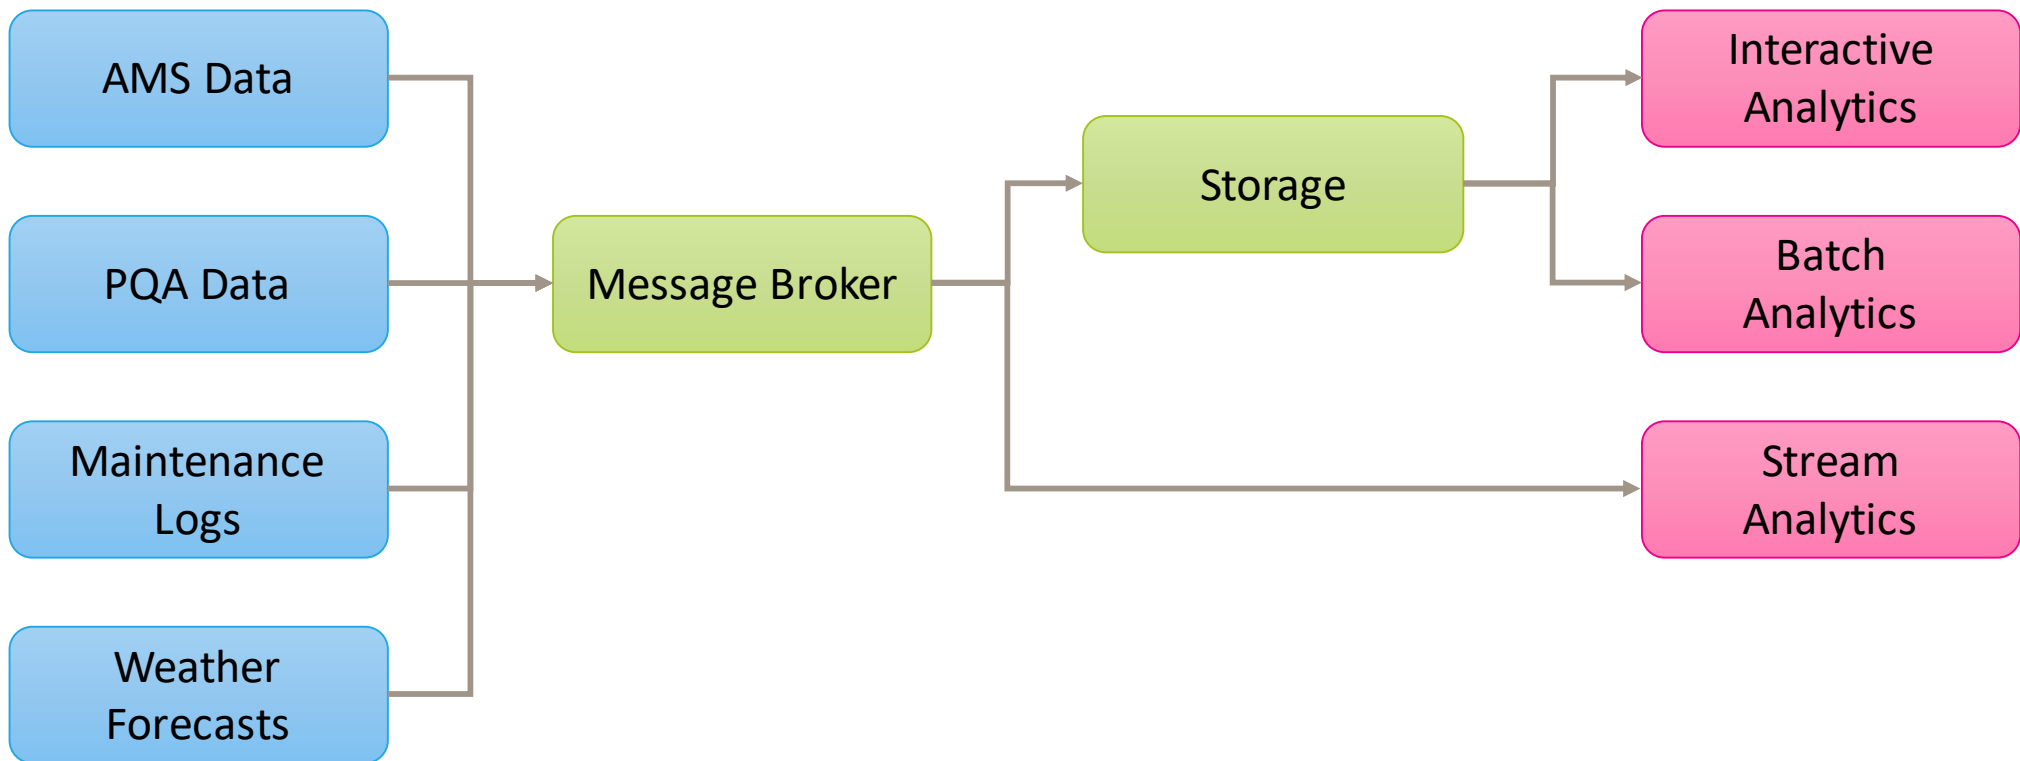 AMS Data
PQA Data
Maintenance
Logs
Weather
Forecasts
Message Broker
Storage
Interactive
Analytics
Batch
Analytics
Stream
Analytics